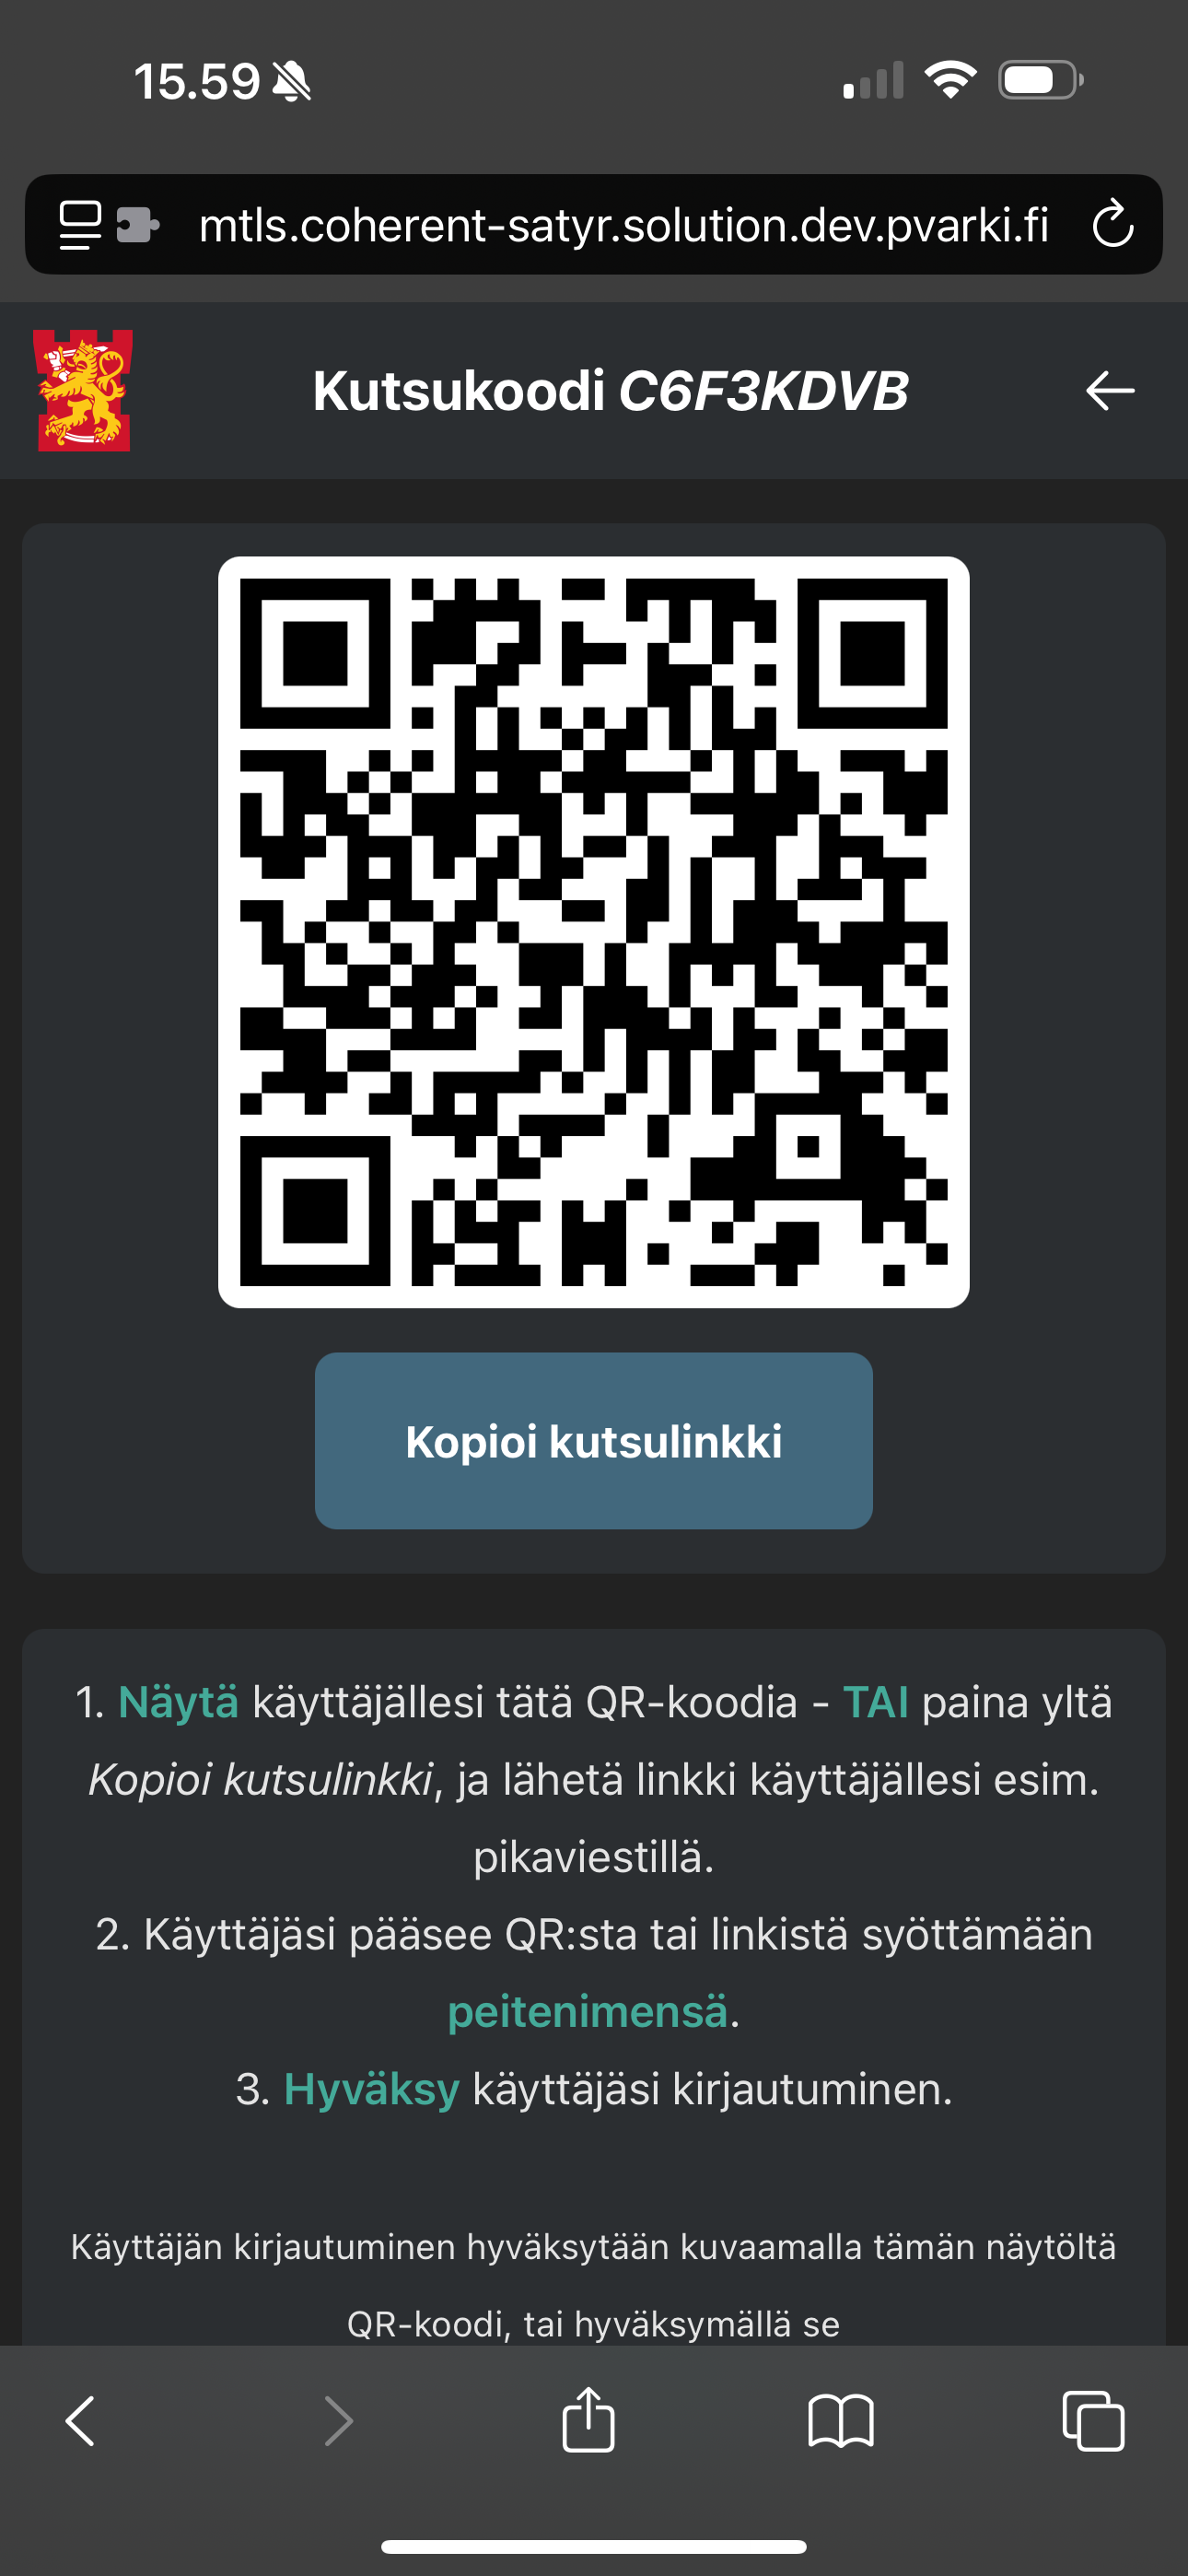 15.59
mtls.coherent-satyr.solution.dev.pvarki.fi
Kutsukoodi C6F3KDVB
Kopioi kutsulinkki
1. Näytä käyttäjällesi tätä QR-koodia - TAI paina yltä
Kopioi kutsulinkki, ja lähetä linkki käyttäjällesi esim.
pikaviestillä.
2. Käyttäjäsi pääsee QR:sta tai linkistä syöttämään
peitenimensä.
3. Hyväksy käyttäjäsi kirjautuminen.
Käyttäjän kirjautuminen hyväksytään kuvaamalla tämän näytöltä
QR-koodi, tai hyväksymällä se